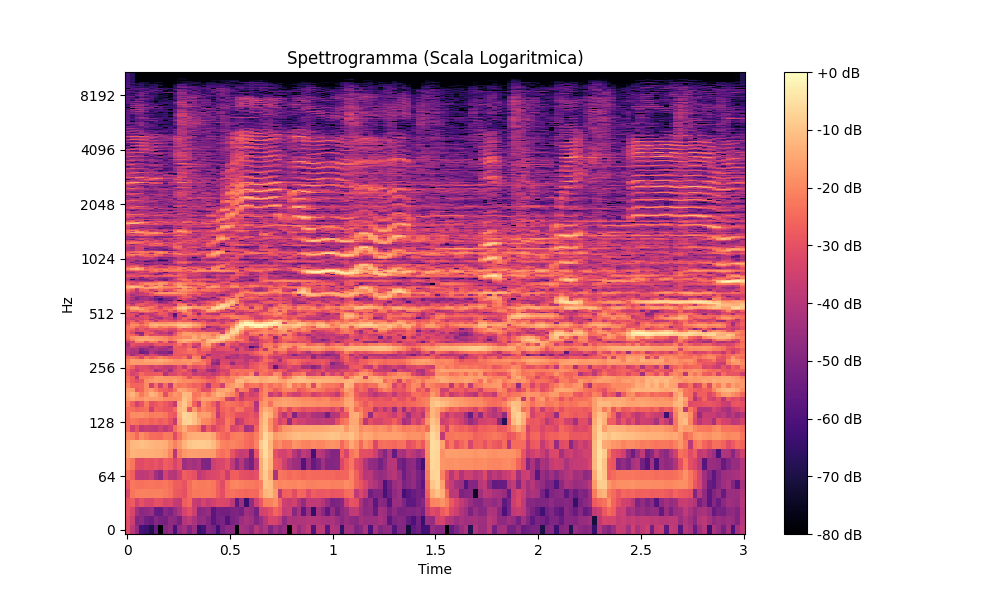 Spettrogramma (Scala Logaritmica)
Hz
8192
4096
2048
1024
512
256
128
64
0
0
0.5
1
1.5
2
2.5
3
Time
+0 dB
-10 dB
-20 dB
-30 dB
-40 dB
-50 dB
-60 dB
-70 dB
-80 dB